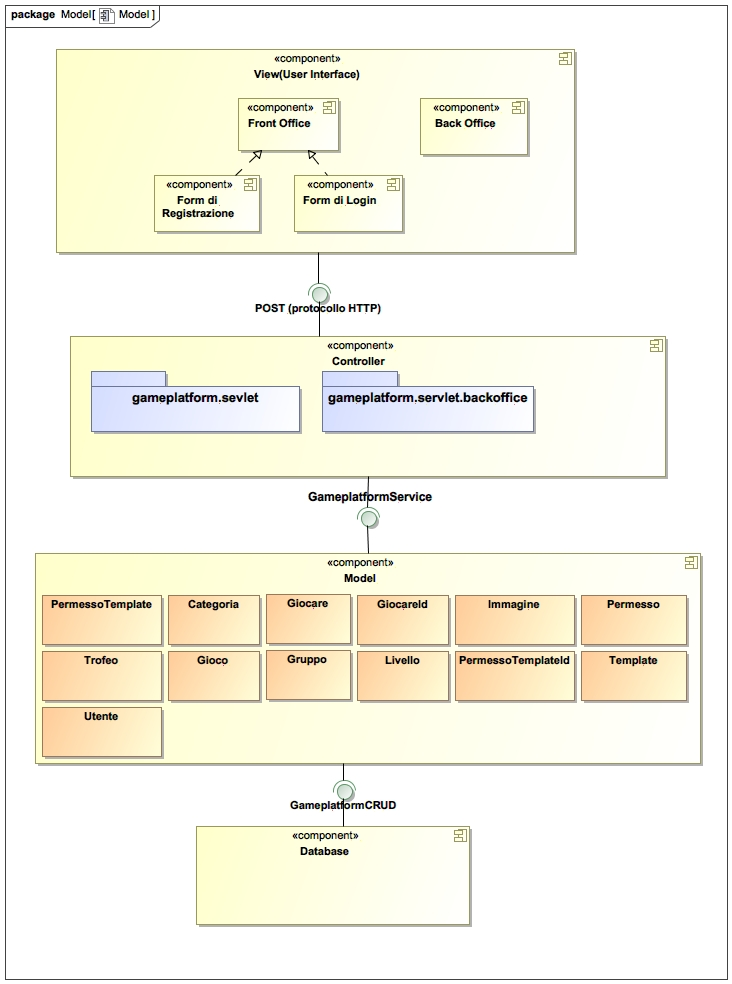 package Model[ Model ]
«component»
View(User Interface)
«component»
Front Office
«component»
Back Office
«component»
Form di
Registrazione
«component»
Form di Login
POST (protocollo HTTP)
«component»
Controller
gameplatform.sevlet
gameplatform.servlet.backoffice
GameplatformService
«component»
Model
PermessoTemplate
Categoria
Giocare
GiocareId
Immagine
Permesso
Trofeo
Gioco
Gruppo
Livello
PermessoTemplateId
Template
Utente
GameplatformCRUD
«component»
Database